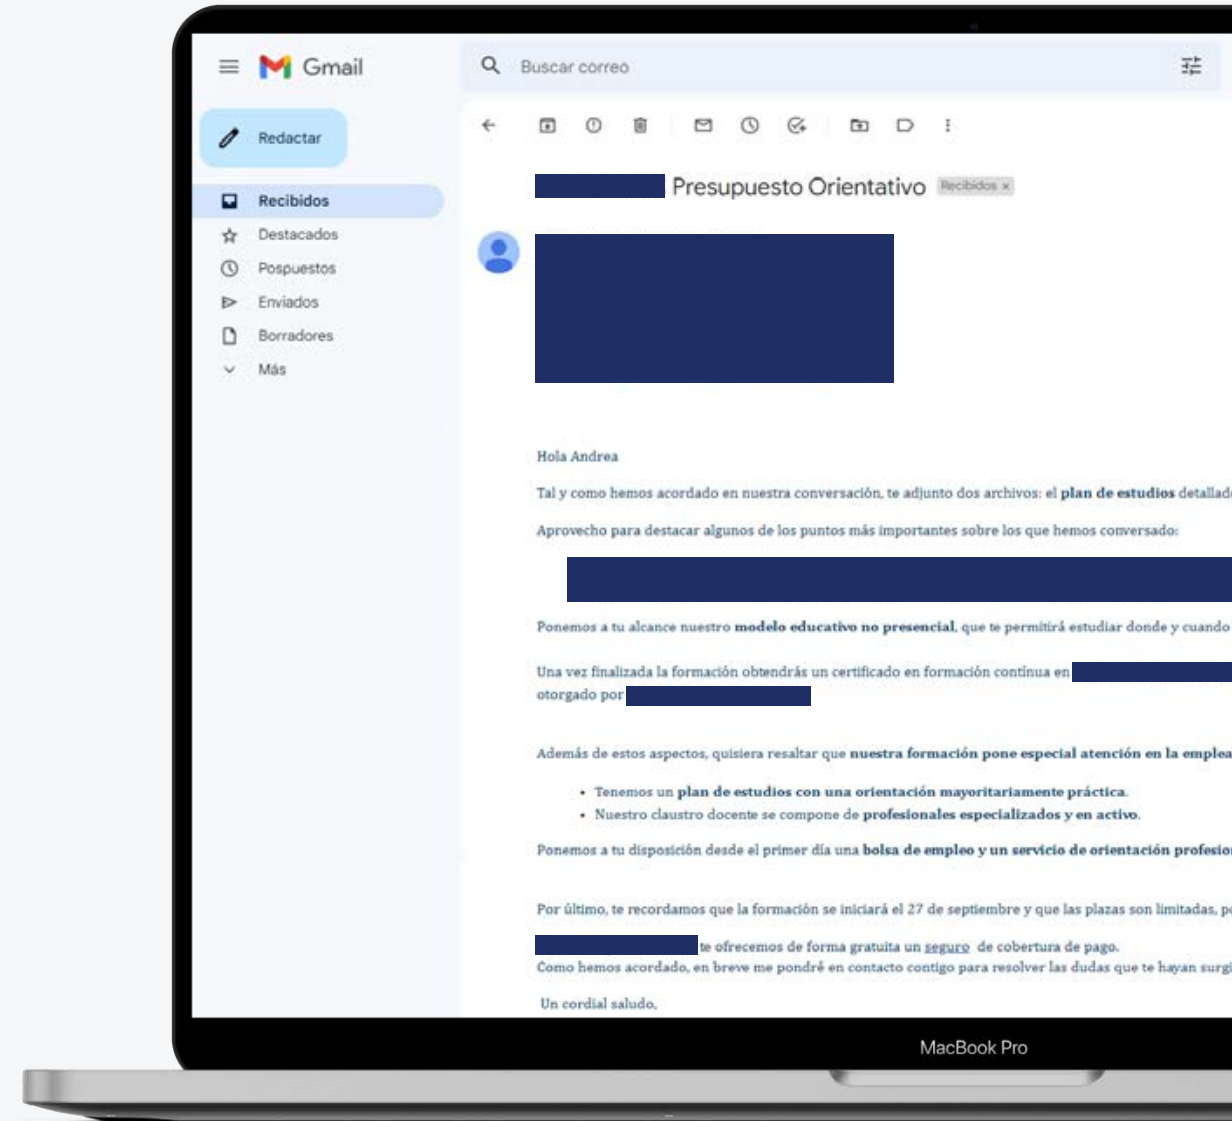 Gmail
Buscar correo
Redactar
Recibidos
Destacados
Pospuestos
Enviados
Borradores
Más
Presupuesto Orientativo Recibidos x
Hola Andrea
Tal y como hemos acordado en nuestra conversación, te adjunto dos archivos: el plan de estudios
Aprovecho para destacar algunos de los puntos más importantes sobre los que hemos conversado:
Ponemos a tu alcance nuestro modelo educativo no presencial, que te permitirá estudiar donde y cuando
Una vez finalizada la formación obtendrás un certificado en formación contínua en
otorgado por
Además de estos aspectos, quisiera resaltar que nuestra formación pone especial atención en la
• Tenemos un plan de estudios con una orientación mayoritariamente práctica.
• Nuestro claustro docente se compone de profesionales especializados y en activo.
Ponemos a tu disposición desde el primer día una bolsa de empleo y un servicio de orientación
Por último, te recordamos que la formación se iniciará el 27 de septiembre y que las plazas son limitadas,
te ofrecemos de forma gratuita un seguro de cobertura de pago.
Como hemos acordado, en breve me pondré en contacto contigo para resolver las dudas que te hayan
Un cordial saludo,
MacBook Pro